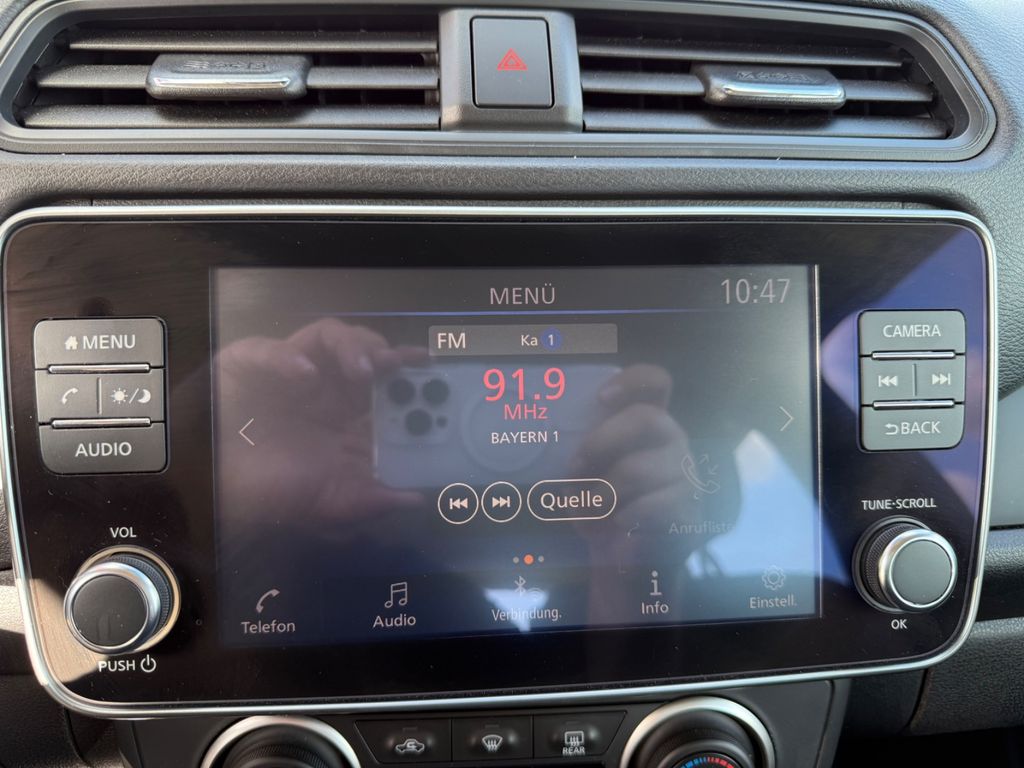 MENÜ
10:47
MENU
CAMERA
FM
Ka 1
91.9
MHz
BAYERN 1
AUDIO
BACK
Quelle
TUNE·SCROLL
VOL
Anrufliste
Telefon
Audio
Verbindung.
Info
Einstell.
OK
PUSH
REAR